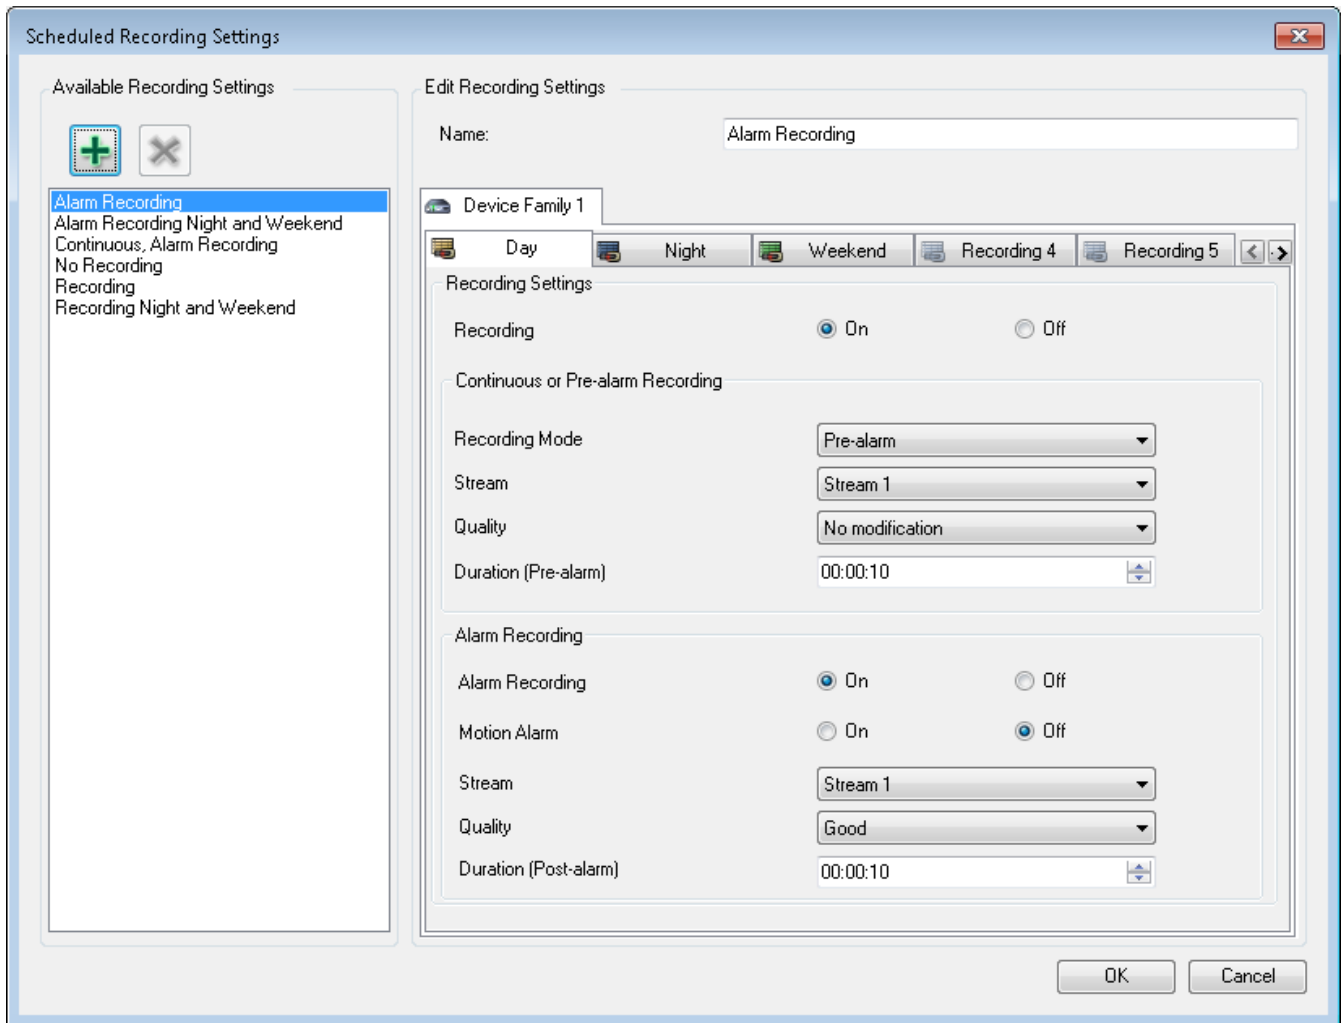 Scheduled Recording Settings
Available Recording Settings
Alarm Recording
Alarm Recording Night and Weekend
Continuous, Alarm Recording
No Recording
Recording
Recording Night and Weekend
Edit Recording Settings
Name: Alarm Recording
Device Family 1
Day Night Weekend Recording 4 Recording 5
Recording Settings
Recording On Off
Continuous or Pre-alarm Recording
Recording Mode Pre-alarm
Stream Stream 1
Quality No modification
Duration (Pre-alarm) 00:00:10
Alarm Recording
Alarm Recording On Off
Motion Alarm On Off
Stream Stream 1
Quality Good
Duration (Post-alarm) 00:00:10
OK Cancel